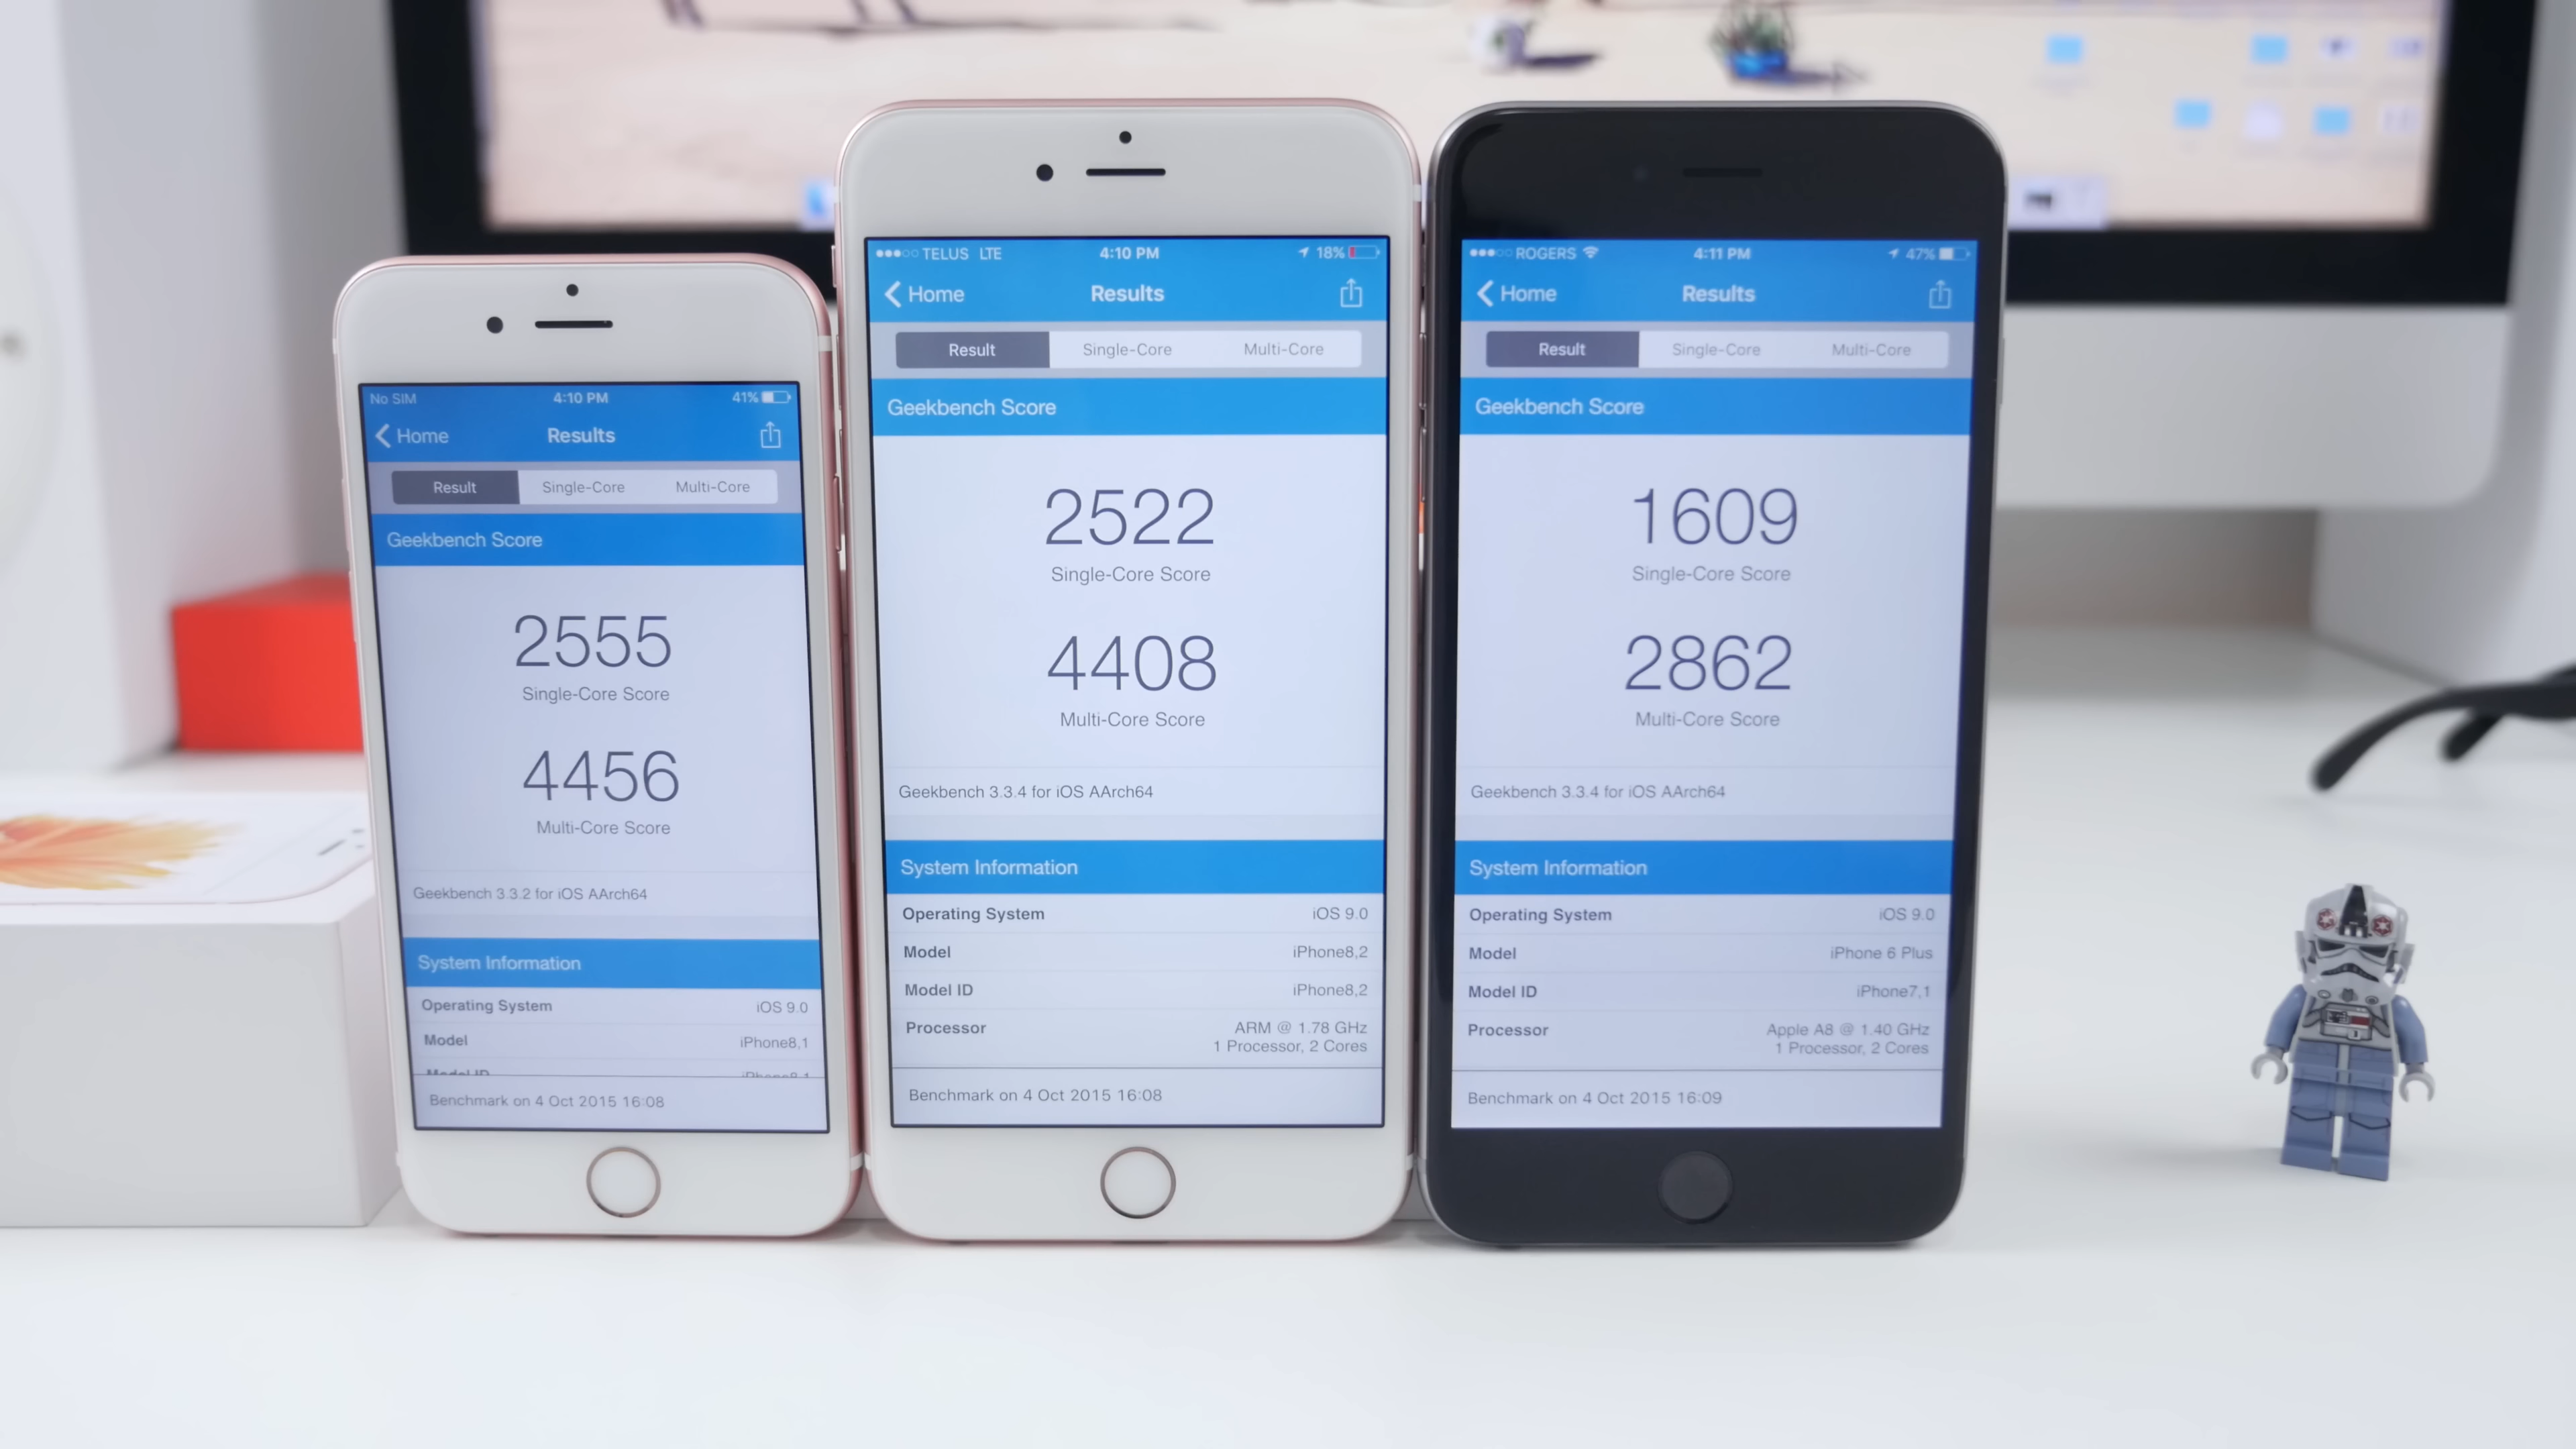 No SIM 4:10 PM 41%
Home Results
Result Single-Core Multi-Core
Geekbench Score
2555
Single-Core Score
4456
Multi-Core Score
Geekbench 3.3.2 for iOS AArch64
System Information
Operating System iOS 9.0
Model iPhone8,1
Model ID iPhone8,1
Benchmark on 4 Oct 2015 16:08
TELUS LTE 4:10 PM 18%
Home Results
Result Single-Core Multi-Core
Geekbench Score
2522
Single-Core Score
4408
Multi-Core Score
Geekbench 3.3.4 for iOS AArch64
System Information
Operating System iOS 9.0
Model iPhone8,2
Model ID iPhone8,2
Processor ARM @ 1.78 GHz
1 Processor, 2 Cores
Benchmark on 4 Oct 2015 16:08
ROGERS 4:11 PM 47%
Home Results
Result Single-Core Multi-Core
Geekbench Score
1609
Single-Core Score
2862
Multi-Core Score
Geekbench 3.3.4 for iOS AArch64
System Information
Operating System iOS 9.0
Model iPhone 6 Plus
Model ID iPhone7,1
Processor Apple A8 @ 1.40 GHz
1 Processor, 2 Cores
Benchmark on 4 Oct 2015 16:09